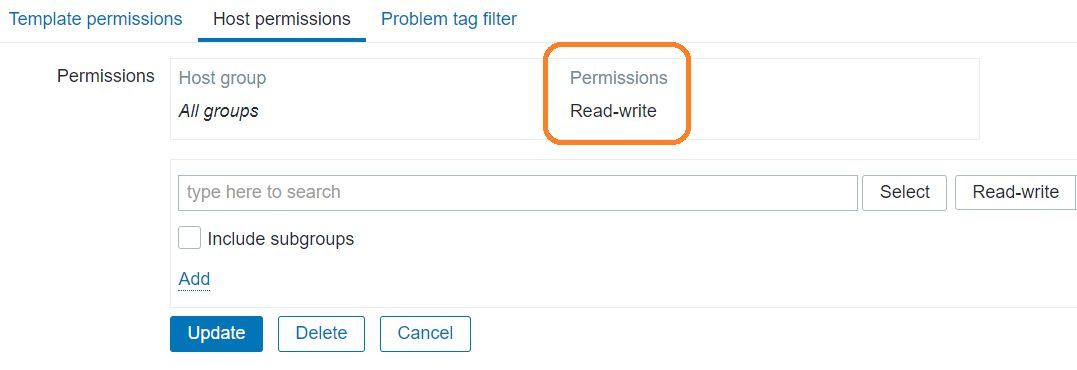 Template permissions Host permissions Problem tag filter
Permissions Host group Permissions
All groups Read-write
type here to search Select Read-write
Include subgroups
Add
Update Delete Cancel